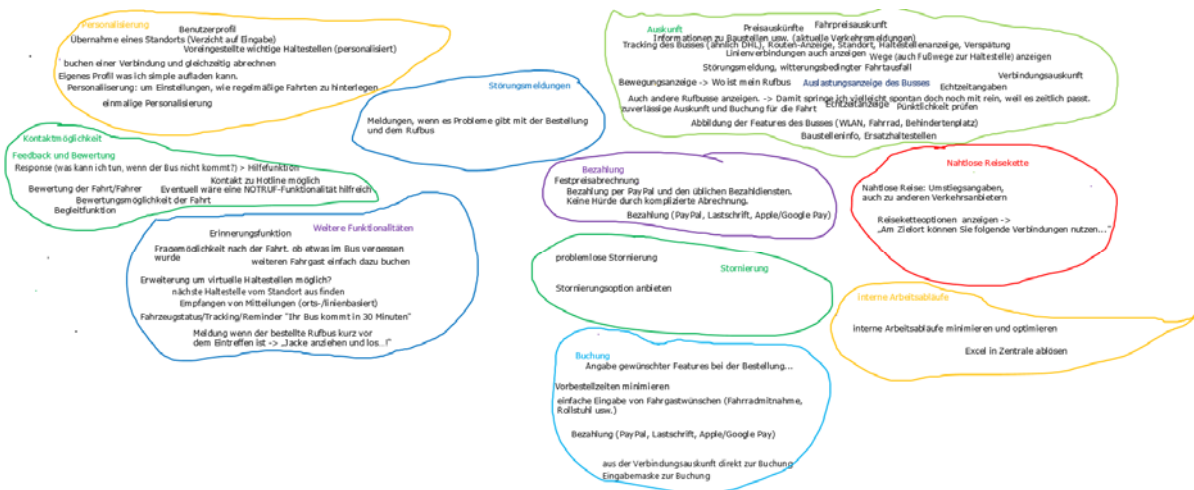 Personalisierung
Benutzerprofil
Übernahme eines Standorts (Verzicht auf Eingabe)
Voreingestellte wichtige Haltestellen (personalisiert)
buchen einer Verbindung und gleichzeitig abrechnen
Eigenes Profil was ich simple aufladen kann.
Personalisierung: um Einstellungen, wie regelmäßige Fahrten zu hinterlegen
einmalige Personalisierung
Störungsmeldungen
Meldungen, wenn es Probleme gibt mit der Bestellung
und dem Rufbus
Auskunft
Preisauskünfte
Fahrpreisauskunft
Informationen zu Baustellen usw. (aktuelle Verkehrsmeldungen)
Tracking des Busses (ähnlich DHL), Routen-Anzeige, Standort, Haltestellenanzeige, Verspätung
Linienverbindungen auch anzeigen
Wege (auch Fußwege zur Haltestelle) anzeigen
Störungsmeldung, witterungsbedingter Fahrtausfall
Verbindungsauskunft
Bewegungsanzeige -> Wo ist mein Rufbus
Auslastungsanzeige des Busses
Echtzeitangaben
Auch andere Rufbusse anzeigen. -> Damit springe ich vielleicht spontan doch noch mit rein, weil es zeitlich passt.
zuverlässige Auskunft und Buchung für die Fahrt
Echtzeitanzeige
Pünktlichkeit prüfen
Abbildung der Features des Busses (WLAN, Fahrrad, Behindertenplatz)
Baustelleninfo, Ersatzhaltestellen
Kontaktmöglichkeit
Feedback und Bewertung
Response (was kann ich tun, wenn der Bus nicht kommt?) > Hilfefunktion
Kontakt zu Hotline möglich
Bewertung der Fahrt/Fahrer
Eventuell wäre eine NOTRUF-Funktionalität hilfreich
Bewertungsmöglichkeit der Fahrt
Begleitfunktion
Bezahlung
Festpreisabrechnung
Bezahlung per PayPal und den üblichen Bezahldiensten.
Keine Hürde durch komplizierte Abrechnung.
Bezahlung (PayPal, Lastschrift, Apple/Google Pay)
Nahtlose Reisekette
Nahtlose Reise: Umstiegsangaben,
auch zu anderen Verkehrsanbietern
Reiseketteoptionen anzeigen ->
„Am Zielort können Sie folgende Verbindungen nutzen..."
Weitere Funktionalitäten
Erinnerungsfunktion
Fragemöglichkeit nach der Fahrt, ob etwas im Bus vergessen
wurde
weiteren Fahrgast einfach dazu buchen
Erweiterung um virtuelle Haltestellen möglich?
nächste Haltestelle vom Standort aus finden
Empfangen von Mitteilungen (orts-/linienbasiert)
Fahrzeugstatus/Tracking/Reminder "Ihr Bus kommt in 30 Minuten"
Meldung wenn der bestellte Rufbus kurz vor
dem Eintreffen ist -> „Jacke anziehen und los...!"
problemlose Stornierung
Stornierung
Stornierungsoption anbieten
interne Arbeitsabläufe
interne Arbeitsabläufe minimieren und optimieren
Excel in Zentrale ablösen
Buchung
Angabe gewünschter Features bei der Bestellung...
Vorbestellzeiten minimieren
einfache Eingabe von Fahrgastwünschen (Fahrradmitnahme,
Rollstuhl usw.)
Bezahlung (PayPal, Lastschrift, Apple/Google Pay)
aus der Verbindungsauskunft direkt zur Buchung
Eingabemaske zur Buchung